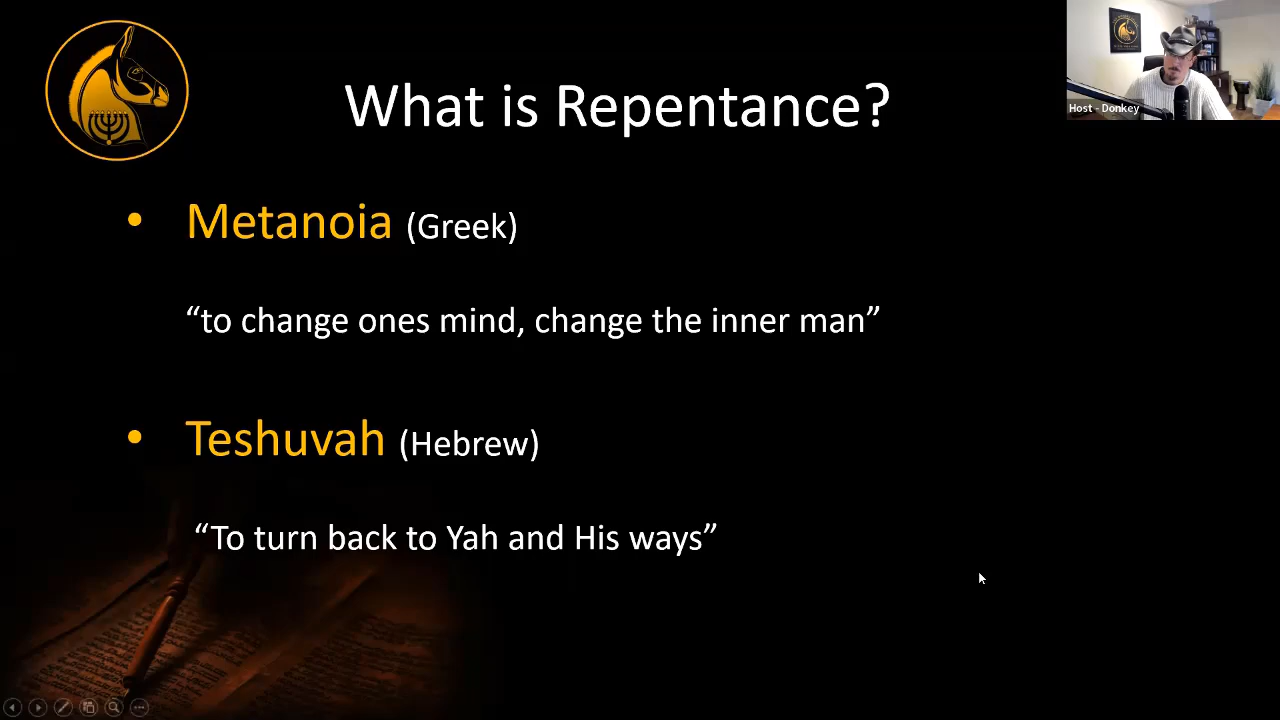 What is Repentance?
Host - Donkey
• Metanoia (Greek)
“to change ones mind, change the inner man”
• Teshuvah (Hebrew)
“To turn back to Yah and His ways”